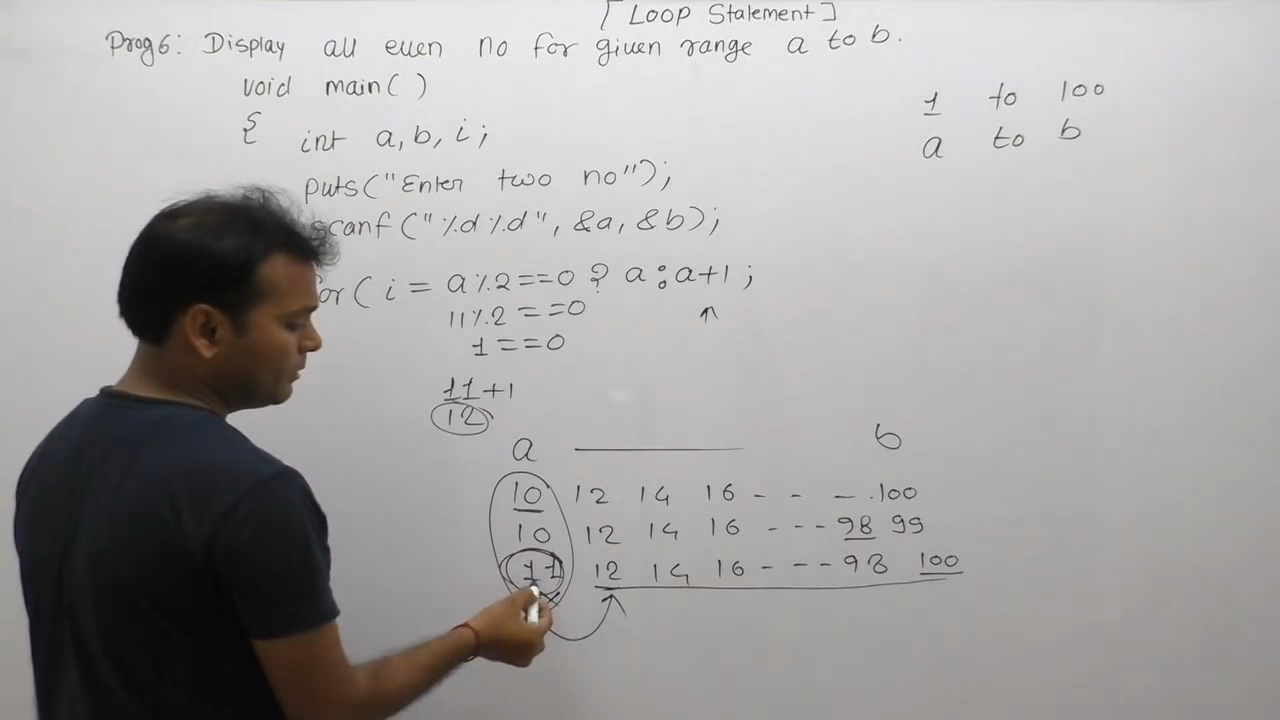 [Loop Statement]
Prog6: Display all even no for given range a to b.
void main( )
{ int a, b, i;
puts("Enter two no");
scanf ("%d%d", &a, &b);
for( i = a%2==0 ? a : a+1 ;
11%2 ==0
1==0
11+1
12
1 to 100
a to b
a b
10 12 14 16 - - - .100
10 12 14 16 - - - 98 99
11 12 14 16 - - - 98 100